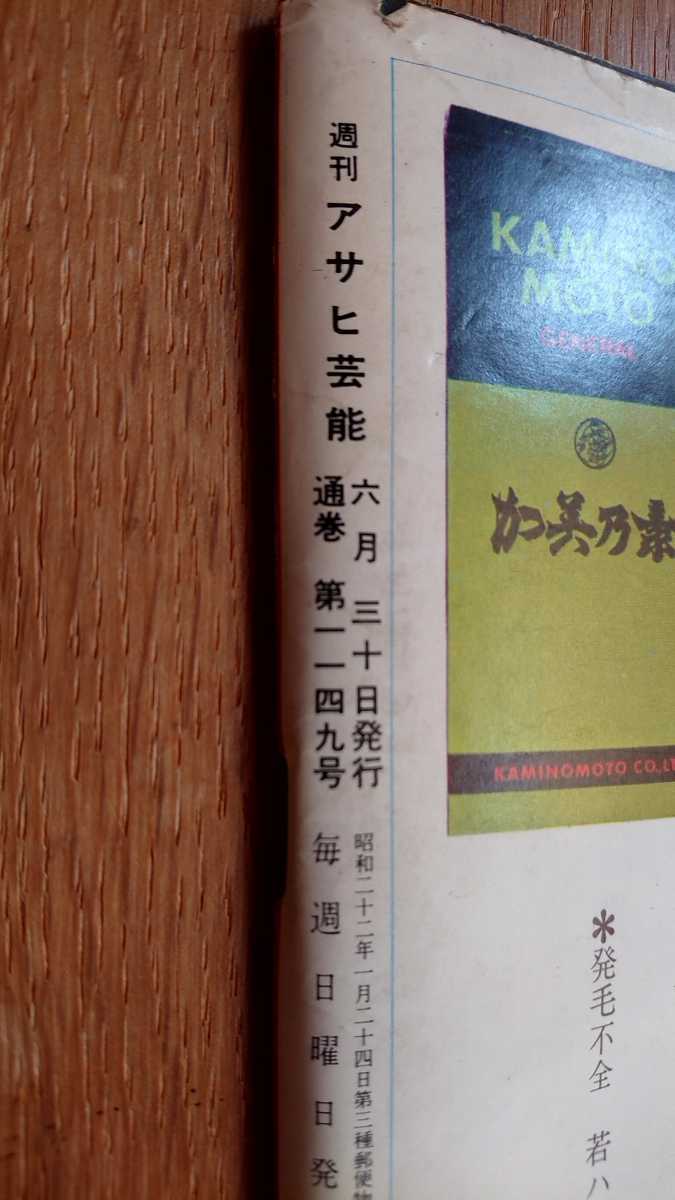 週刊アサヒ芸能
六月三十日発行
通巻 第一一四九号
昭和二十二年一月二十四日第三種郵便物
毎週日曜日発
KAMINO
MOTO
GENERAL
加美乃素
KAMINOMOTO CO.,LT
*発毛不全 若ハ